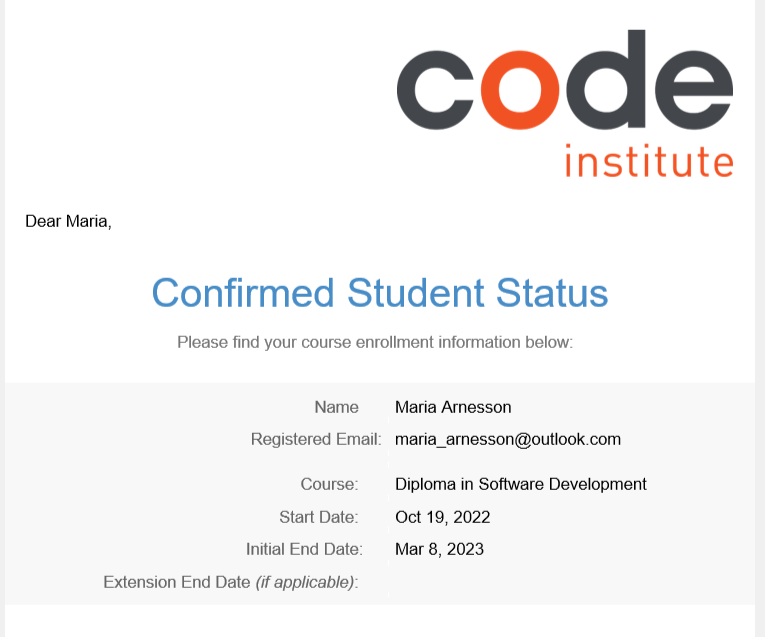 code
institute
Dear Maria,
Confirmed Student Status
Please find your course enrollment information below:
Name Maria Arnesson
Registered Email: maria_arnesson@outlook.com
Course: Diploma in Software Development
Start Date: Oct 19, 2022
Initial End Date: Mar 8, 2023
Extension End Date (if applicable):